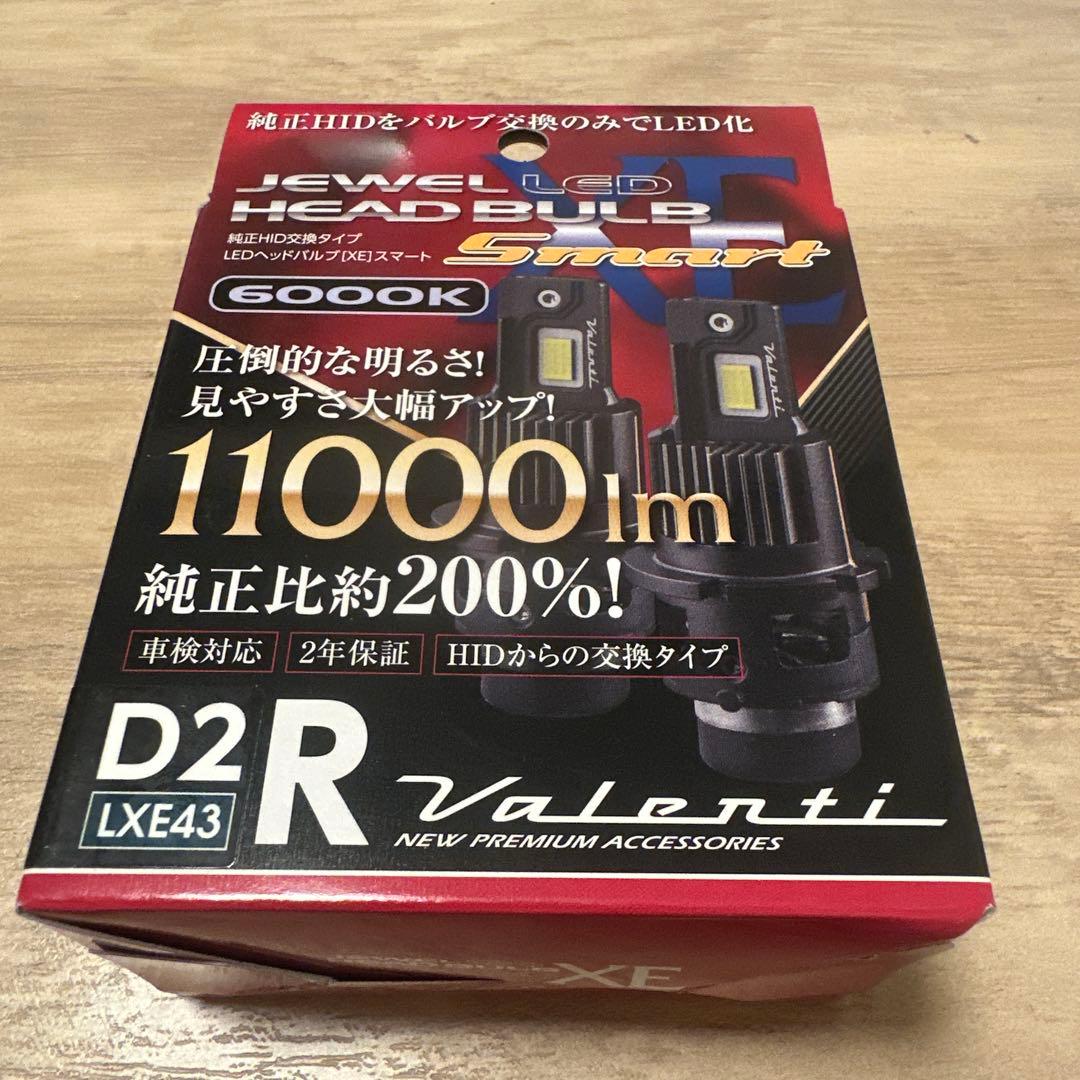 純正HIDをバルブ交換のみでLED化
JEWEL LED
HEAD BULB
XE
Smart
純正HID交換タイプ
LEDヘッドバルブ[XE]スマート
6000K
圧倒的な明るさ!
見やすさ大幅アップ!
11000lm
純正比約200%!
車検対応 2年保証 HIDからの交換タイプ
Valenti
Valenti
D2R
LXE43
Valenti
NEW PREMIUM ACCESSORIES
XE